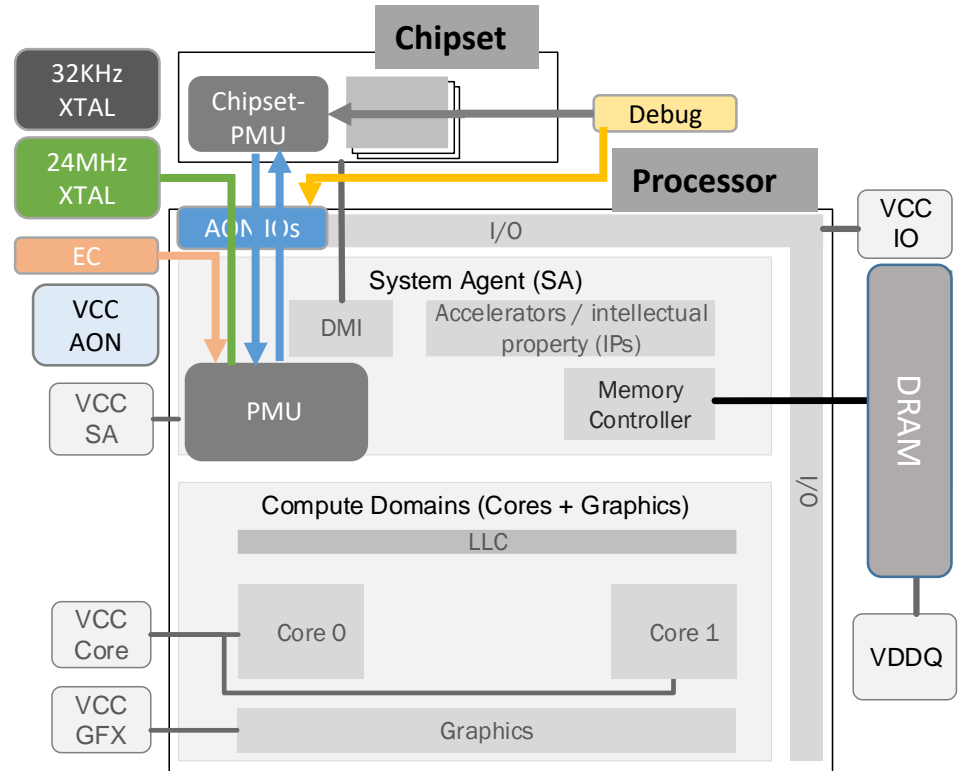 Chipset
32KHz
XTAL
Chipset-
PMU
Debug
24MHz
XTAL
Processor
AON IOs
I/O
VCC
IO
EC
System Agent (SA)
VCC
AON
DMI
Accelerators / intellectual
property (IPs)
VCC
SA
PMU
Memory
Controller
DRAM
I/O
Compute Domains (Cores + Graphics)
LLC
VCC
Core
Core 0
Core 1
VDDQ
VCC
GFX
Graphics